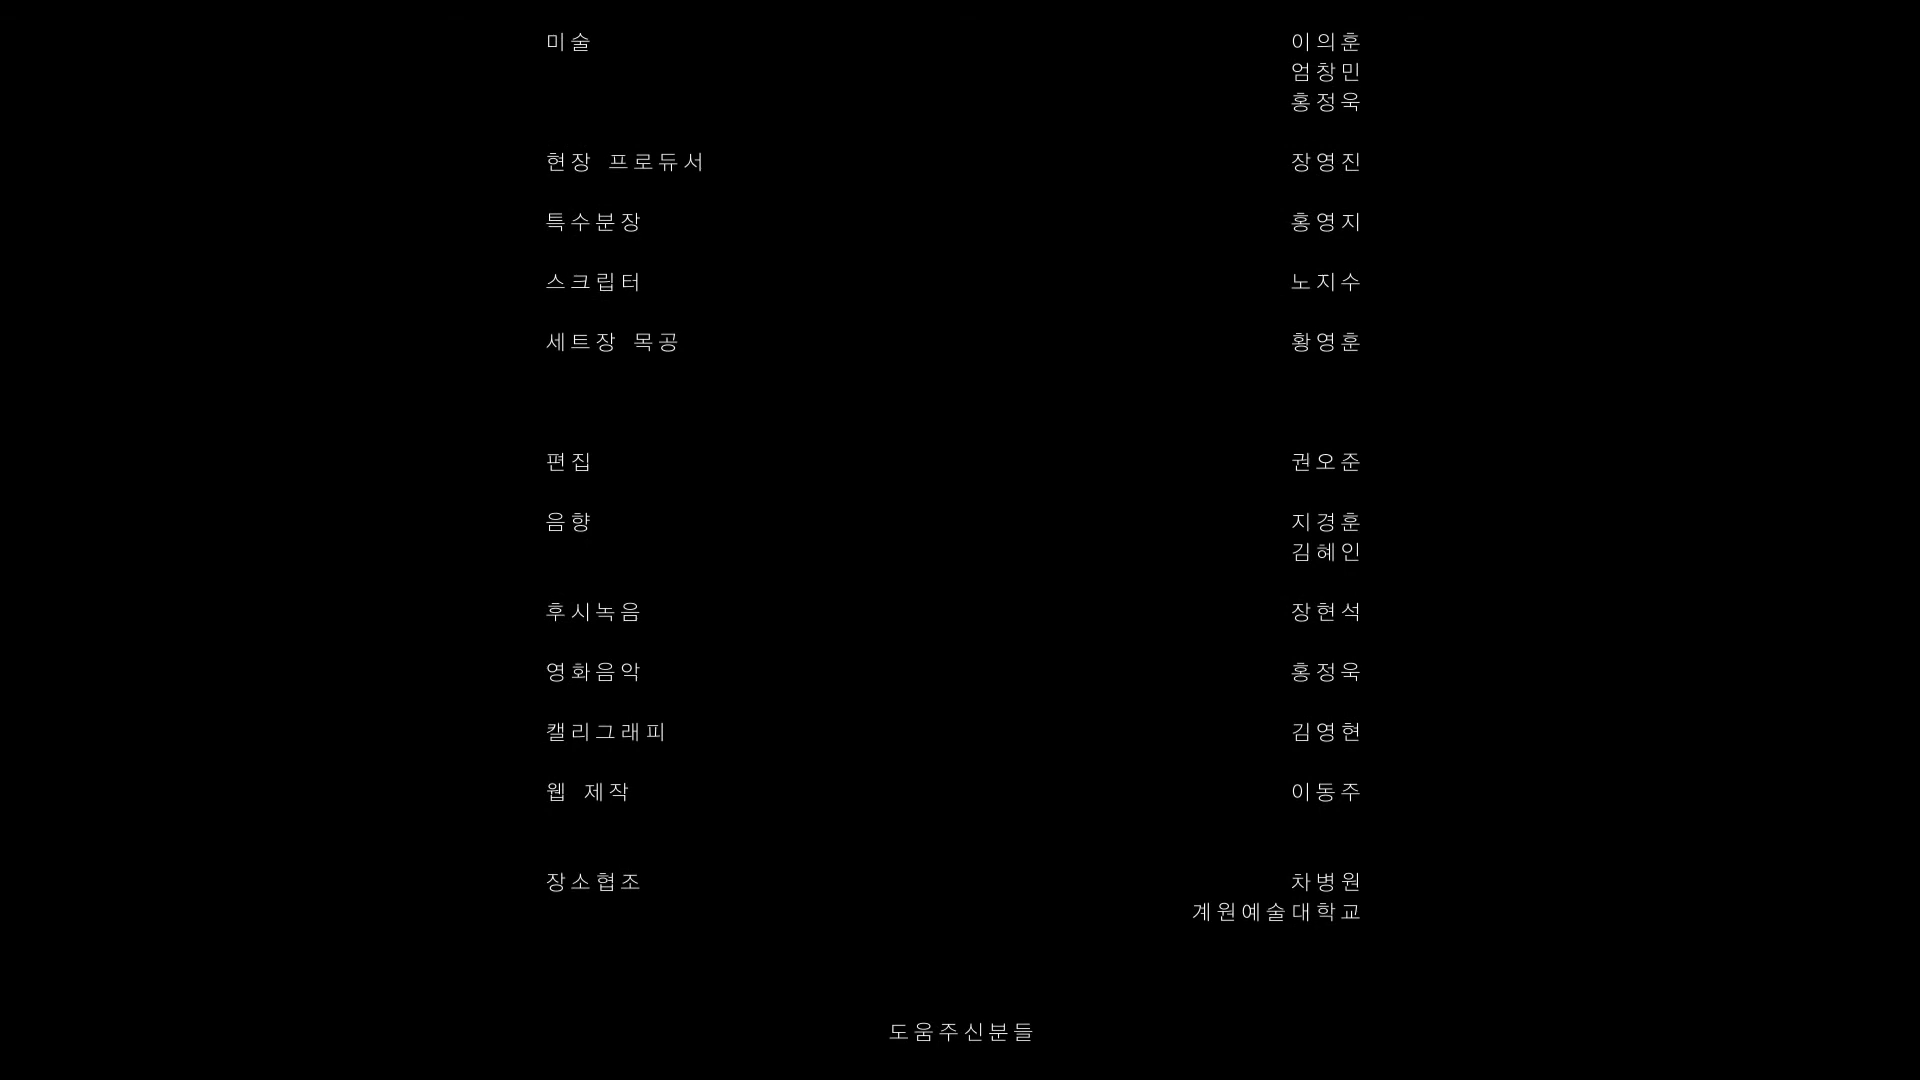 미술 이의훈
엄창민
홍정욱
현장 프로듀서 장영진
특수분장 홍영지
스크립터 노지수
세트장 목공 황영훈
편집 권오준
음향 지경훈
김혜인
후시녹음 장현석
영화음악 홍정욱
캘리그래피 김영현
웹 제작 이동주
장소협조 차병원
계원예술대학교
도움주신분들